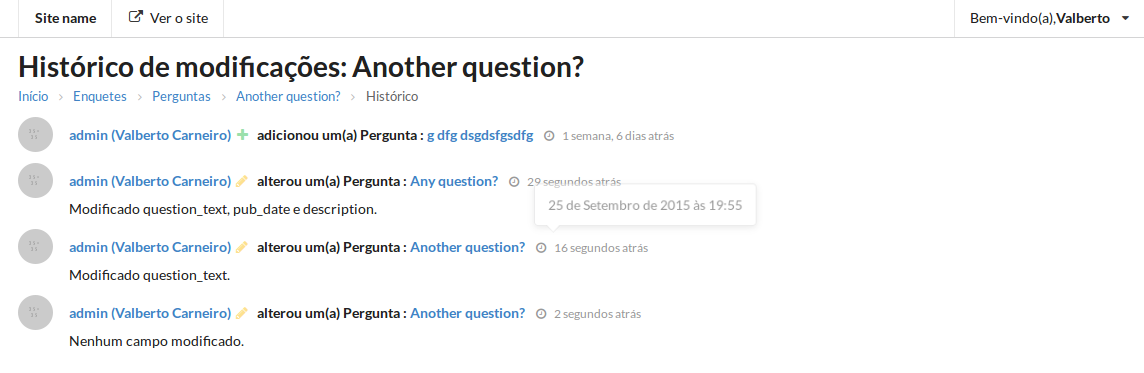 Site name Ver o site Bem-vindo(a),Valberto
Histórico de modificações: Another question?
Início Enquetes Perguntas Another question? Histórico
admin (Valberto Carneiro) adicionou um(a) Pergunta : g dfg dsgdsfgsdfg 1 semana, 6 dias atrás
admin (Valberto Carneiro) alterou um(a) Pergunta : Any question? 29 segundos atrás
Modificado question_text, pub_date e description.
25 de Setembro de 2015 às 19:55
admin (Valberto Carneiro) alterou um(a) Pergunta : Another question? 16 segundos atrás
Modificado question_text.
admin (Valberto Carneiro) alterou um(a) Pergunta : Another question? 2 segundos atrás
Nenhum campo modificado.